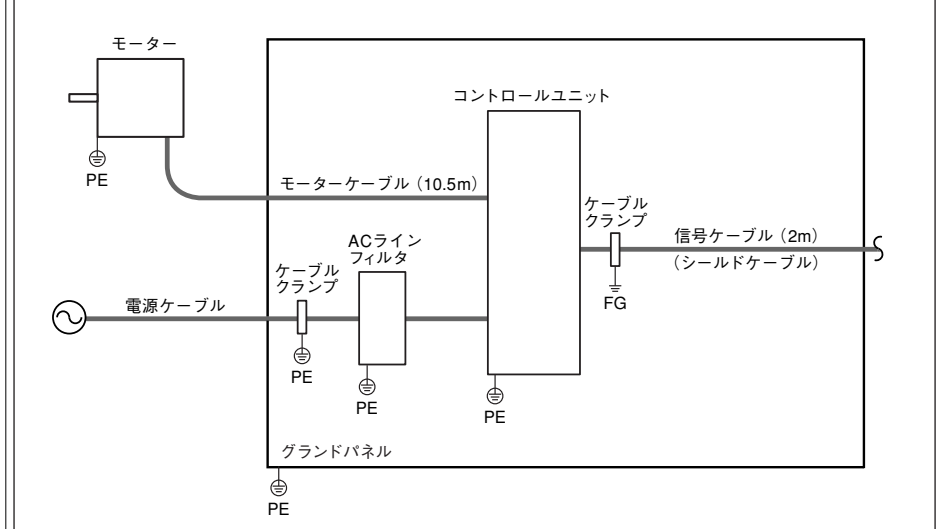 モーター
コントロールユニット
PE
モーターケーブル（10.5m）
ケーブル
クランプ
信号ケーブル（2m）
（シールドケーブル）
FG
ACライン
フィルタ
ケーブル
クランプ
電源ケーブル
PE
PE
PE
グランドパネル
PE